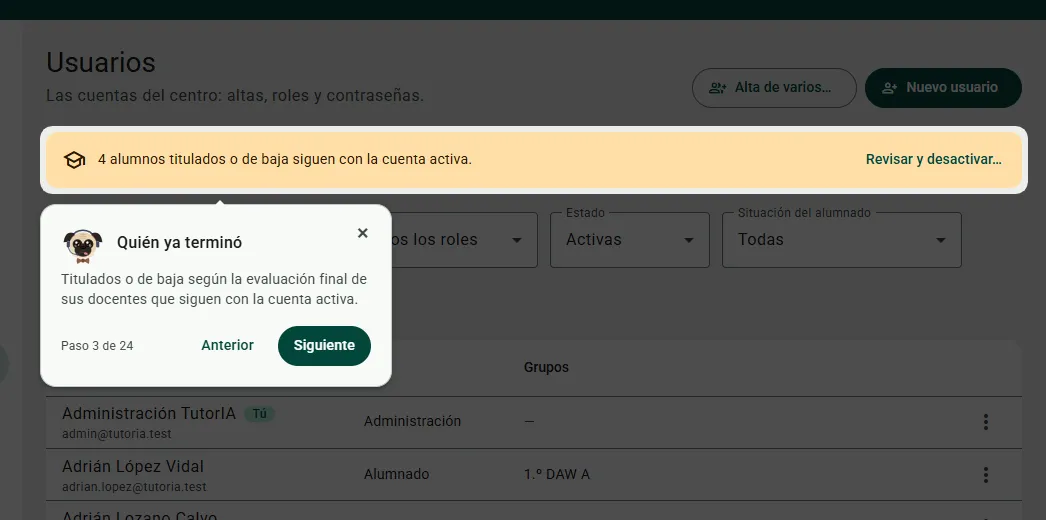 Usuarios
Las cuentas del centro: altas, roles y contraseñas.
Alta de varios…
Nuevo usuario
4 alumnos titulados o de baja siguen con la cuenta activa.
Revisar y desactivar…
os los roles
Estado
Activas
Situación del alumnado
Todas
Quién ya terminó
Titulados o de baja según la evaluación final de
sus docentes que siguen con la cuenta activa.
Paso 3 de 24
Anterior
Siguiente
Grupos
Administración TutorIA Tú
admin@tutoria.test
Administración
—
Adrián López Vidal
adrian.lopez@tutoria.test
Alumnado
1.º DAW A
Adrián Lozano Calvo